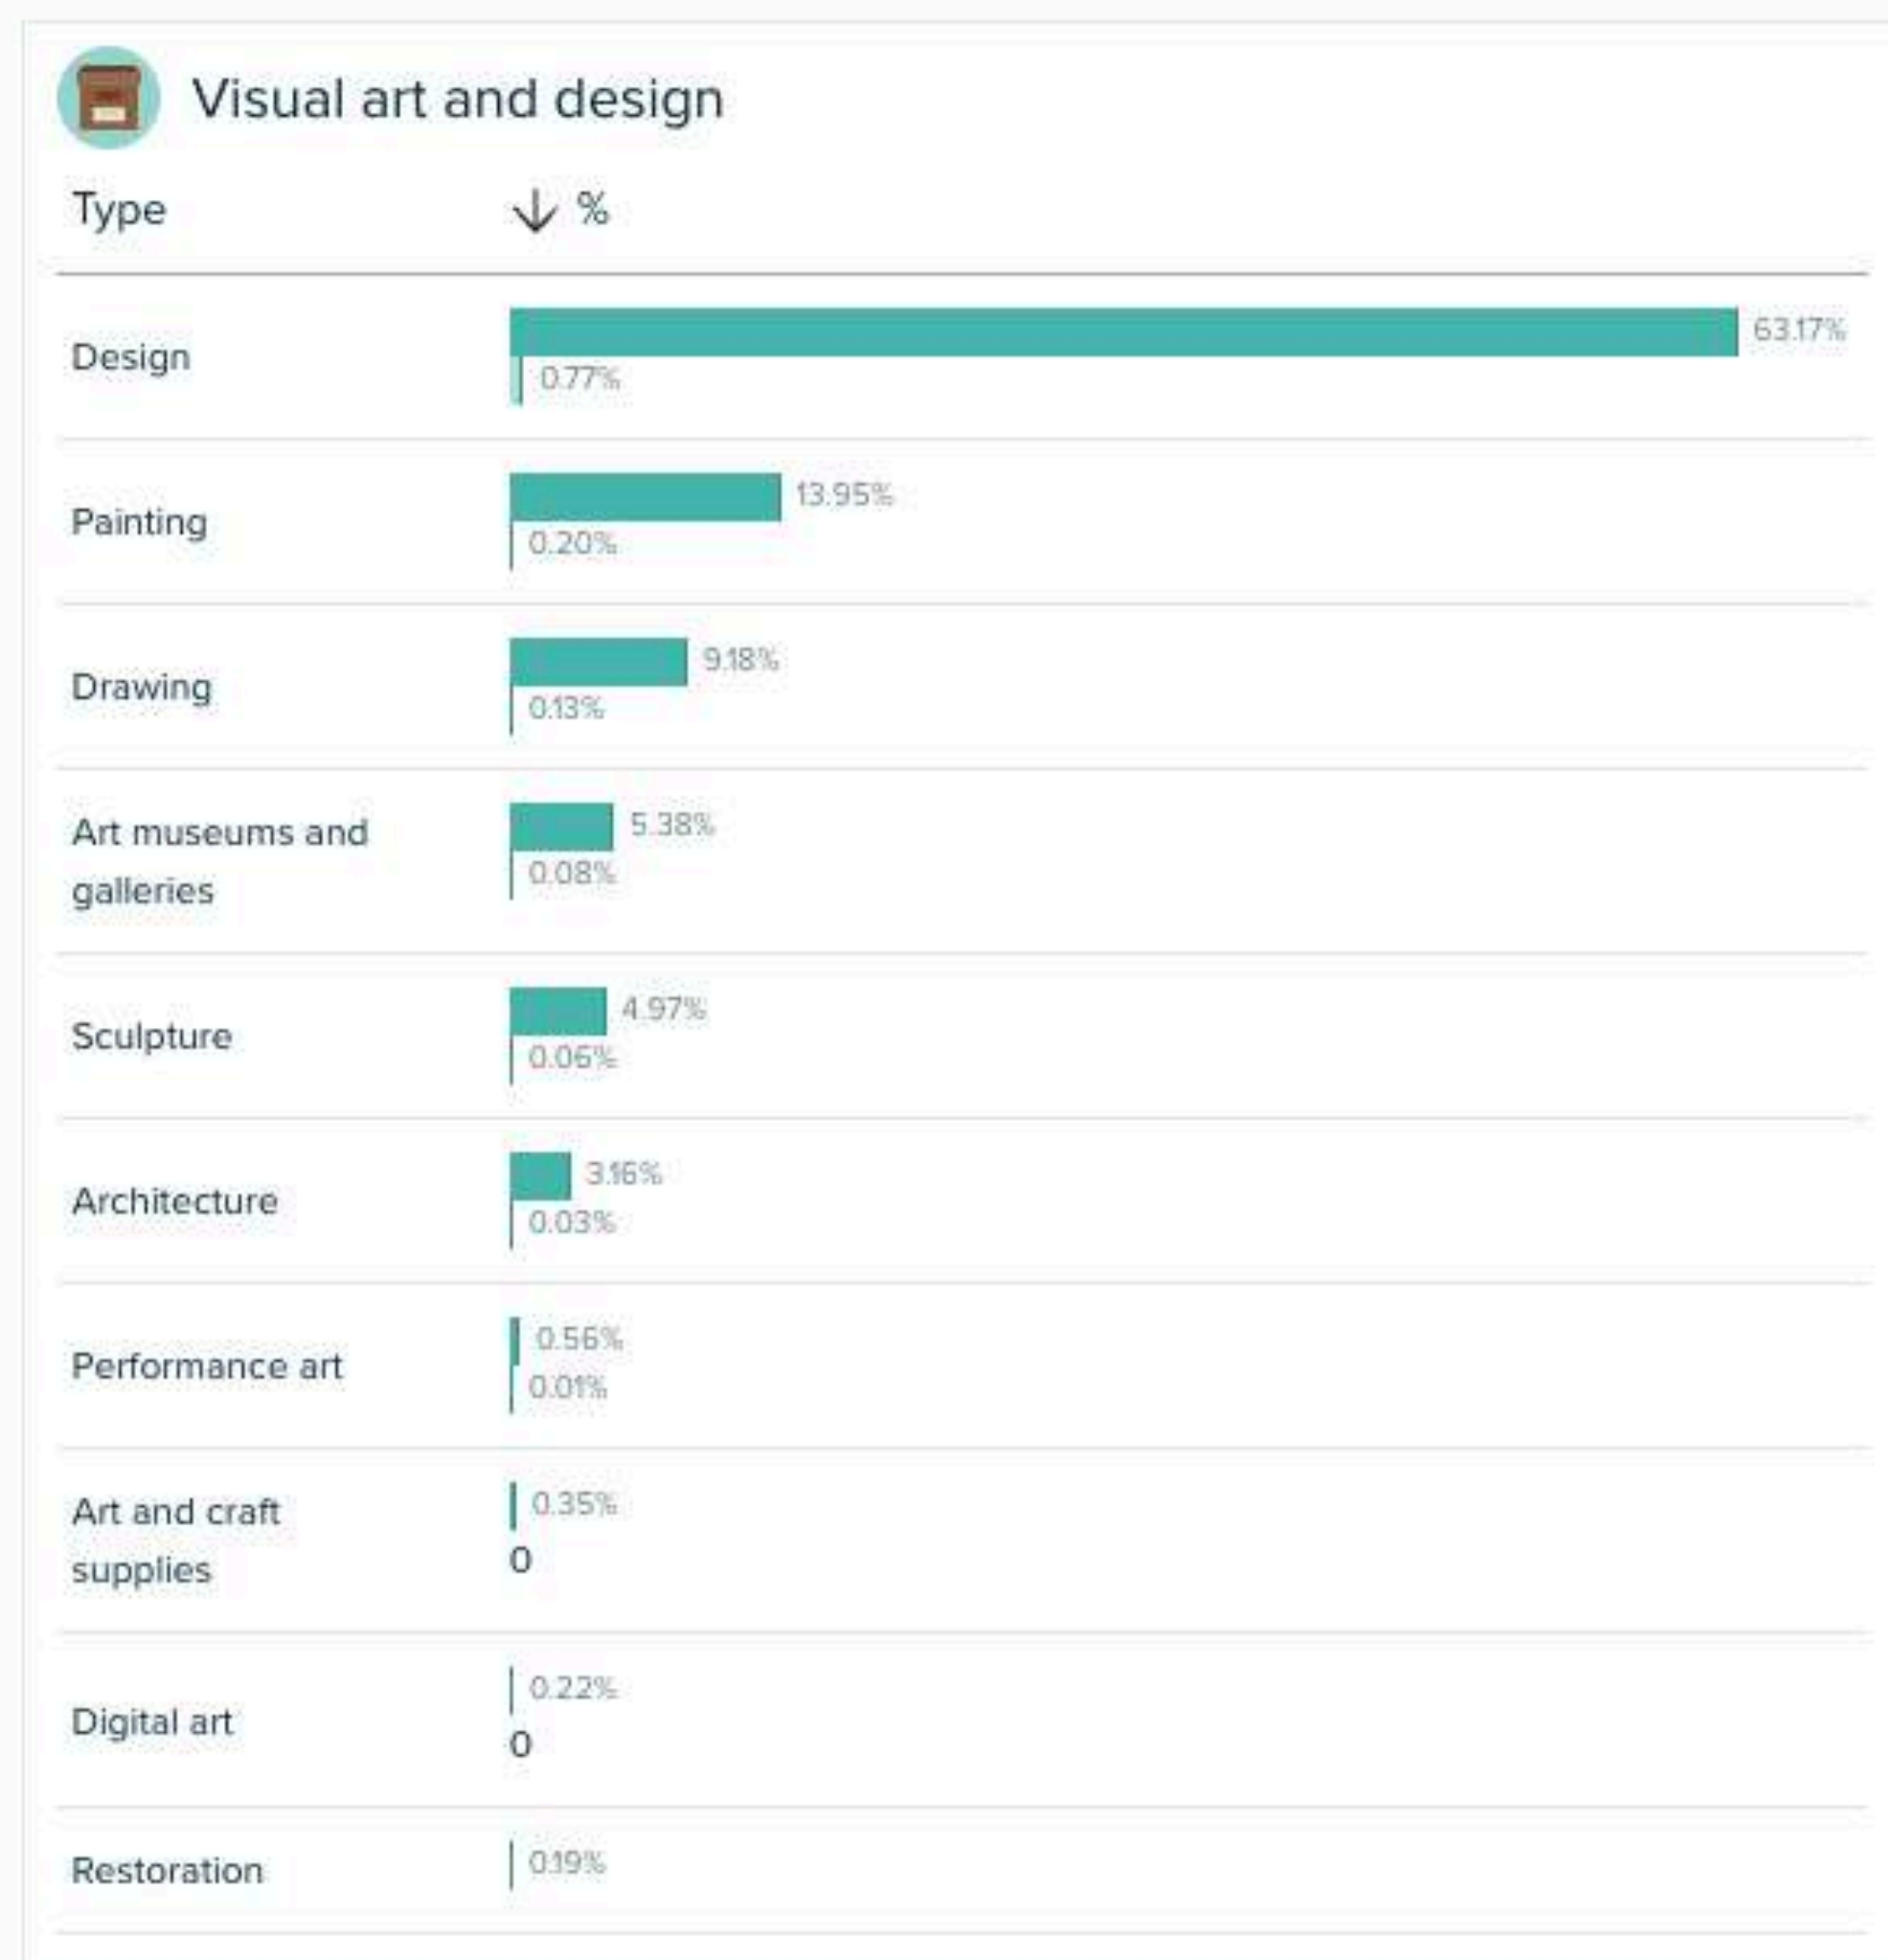 Visual art and design
Type ↓ %
Design
63.17%
0.77%
Painting
13.95%
0.20%
Drawing
9.18%
0.13%
Art museums and
galleries
5.38%
0.08%
Sculpture
4.97%
0.06%
Architecture
3.16%
0.03%
Performance art
0.56%
0.01%
Art and craft
supplies
0.35%
0
Digital art
0.22%
0
Restoration
0.19%